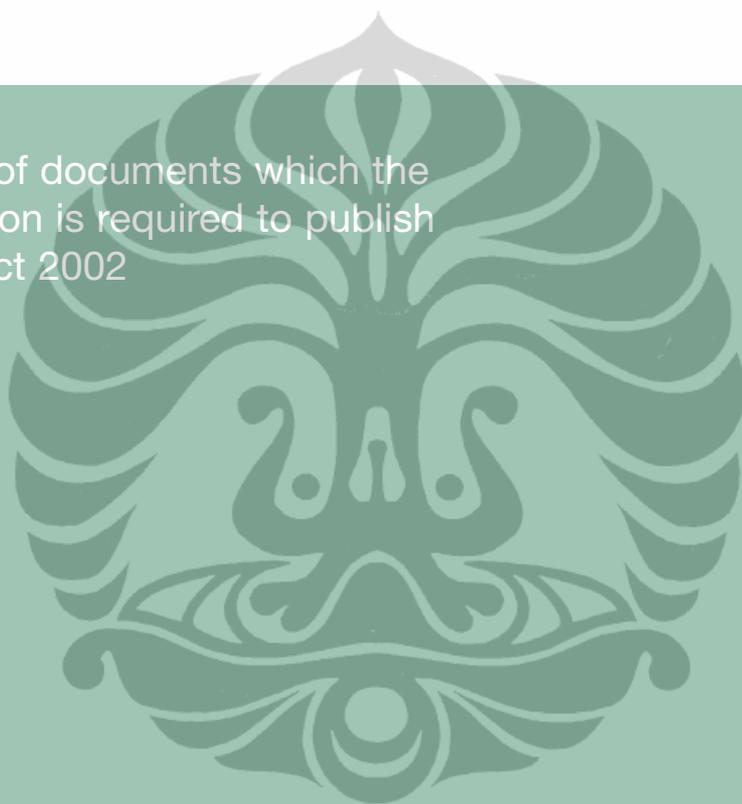 of documents which the
on is required to publish
ct 2002